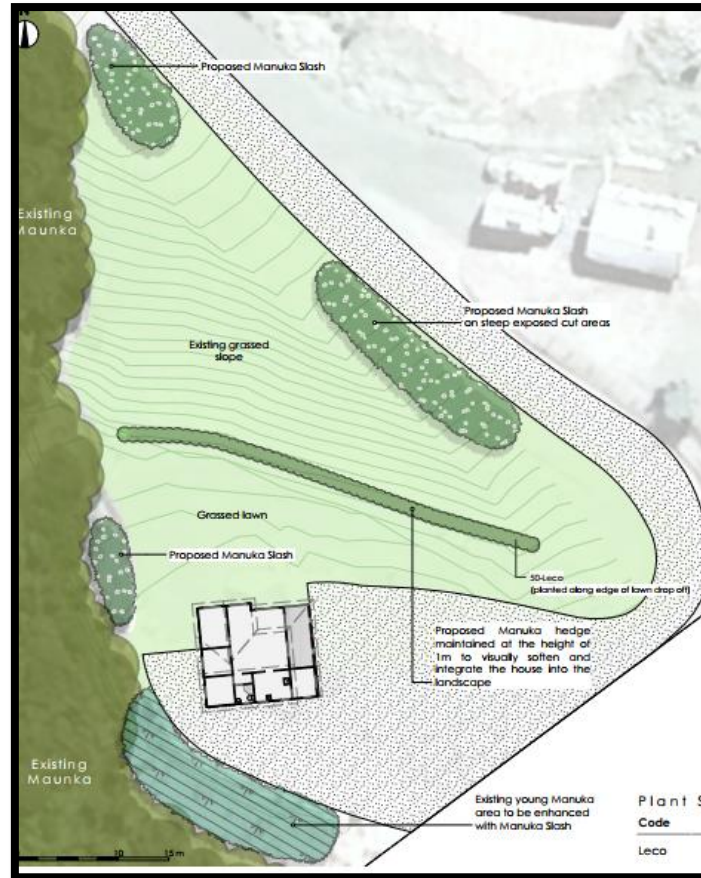 N
Proposed Manuka Slash
Existing
Maunka
Proposed Manuka Slash
on steep exposed cut areas
Existing grassed
slope
Grassed lawn
Proposed Manuka Slash
50-Leco
(planted along edge of lawn drop off)
Proposed Manuka hedge
maintained at the height of
1m to visually soften and
integrate the house into the
landscape
Existing
Maunka
Existing young Manuka
area to be enhanced
with Manuka Slash
Plant S
Code
Leco
10 15m